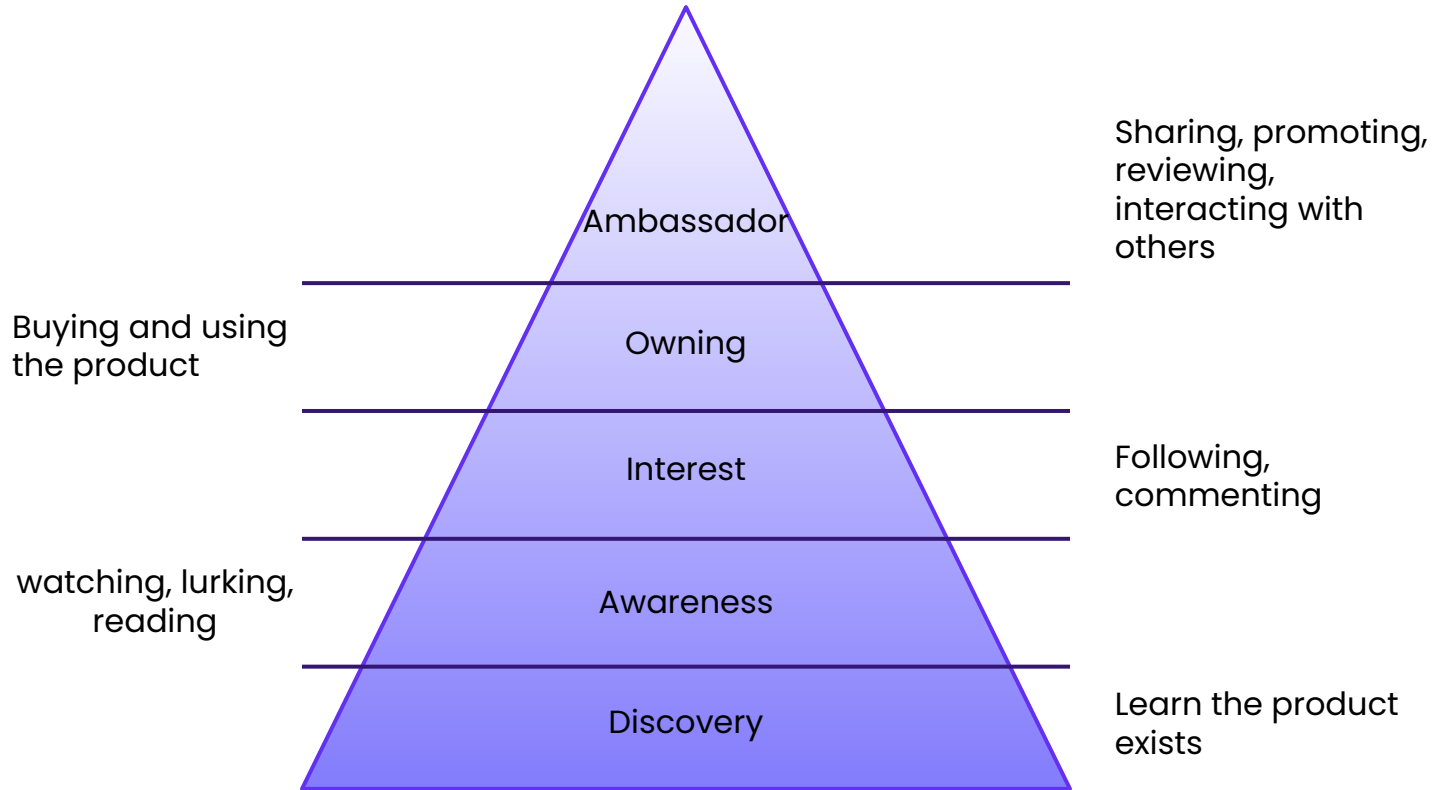 Sharing, promoting,
reviewing,
interacting with
others
Ambassador
Buying and using
the product
Owning
Interest
Following,
commenting
watching, lurking,
reading
Awareness
Discovery
Learn the product
exists